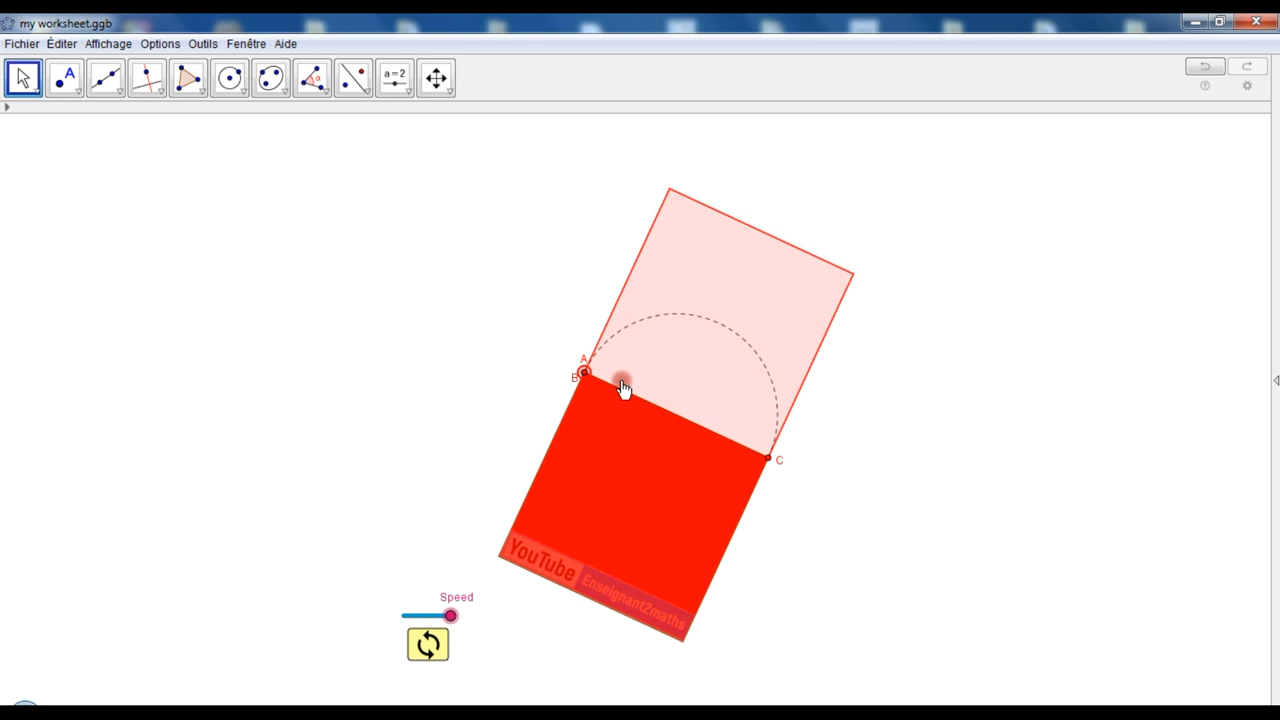 my worksheet.ggb
Fichier Éditer Affichage Options Outils Fenêtre Aide
A
α
a=2
A
B
C
YouTube Enseignant2maths
Speed